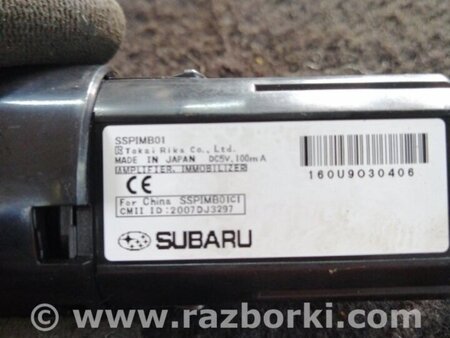 SSPIMB01
Tokai Rika Co., Ltd.
MADE IN JAPAN DC5V, 100mA
AMPLIFIER, IMMOBILIZER
CE
For China SSPIMB01CI
CMII ID:2007DJ3297
160U9030406
SUBARU
© www.razborki.com